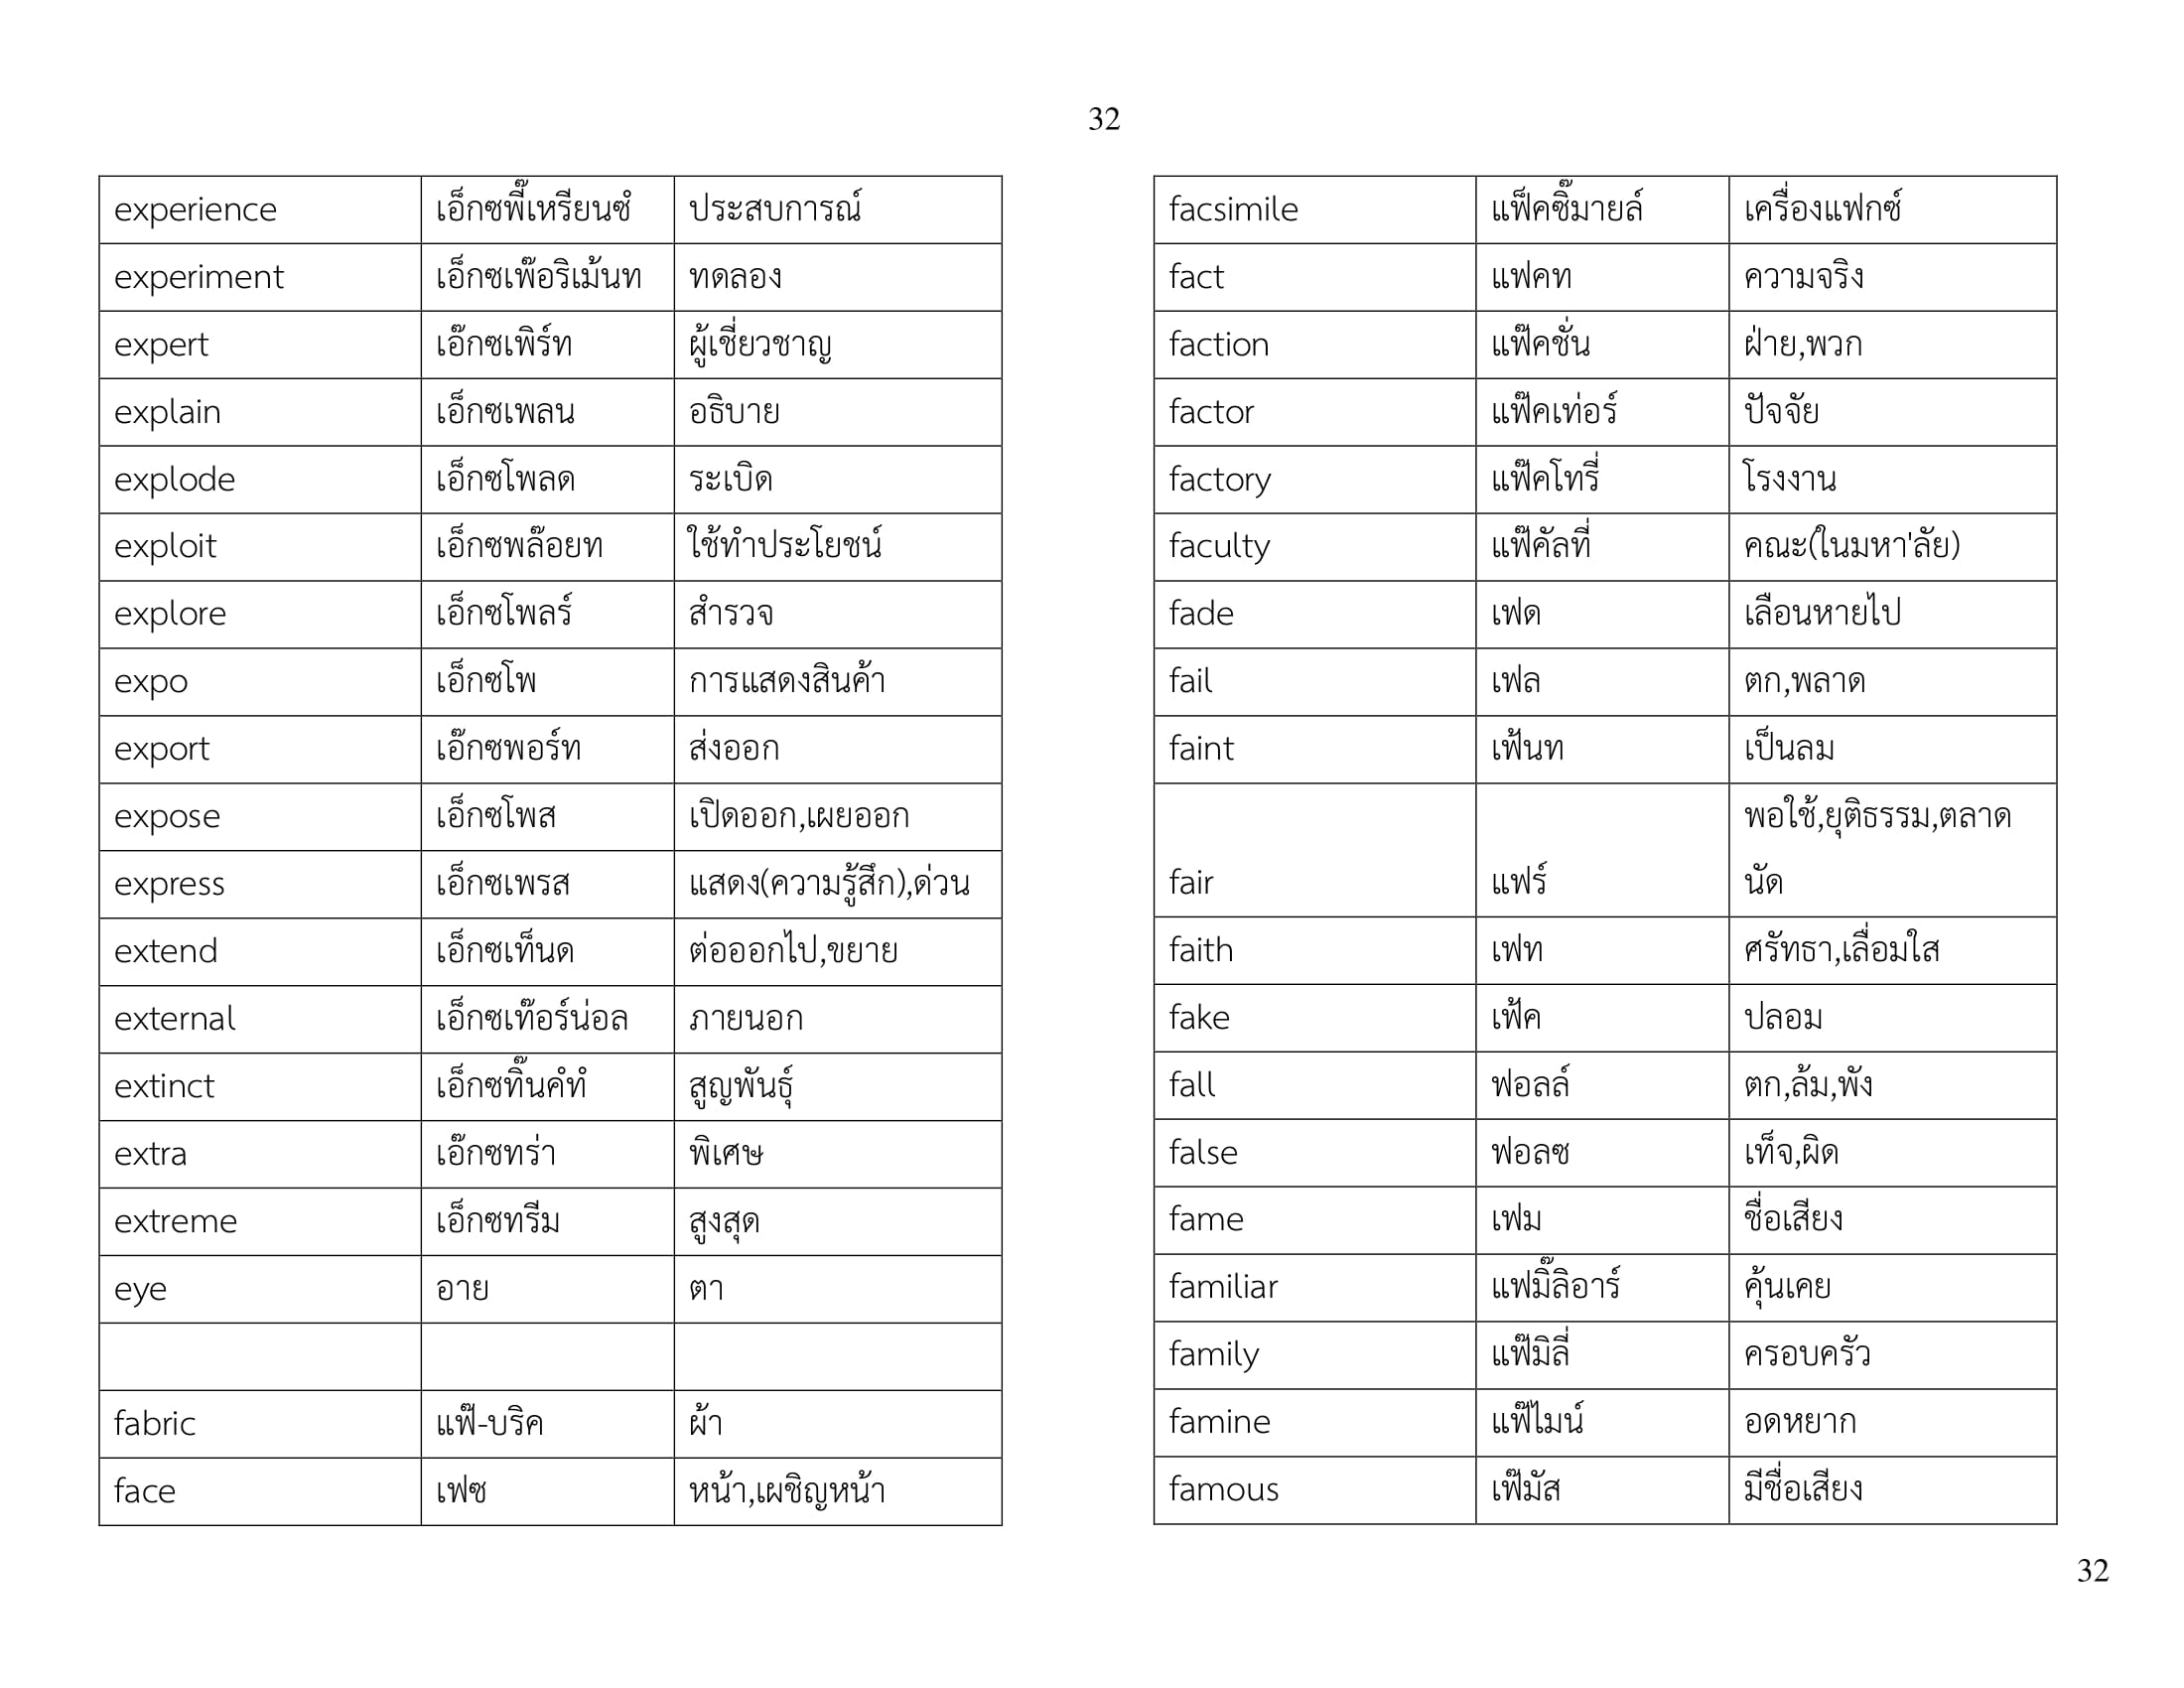 32
experience เอ็กซพี๊เหรียนซํ ประสบการณ์
experiment เอ็กซเพ๊อริเม้นท ทดลอง
expert เอ๊กซเพิร์ท ผู้เชี่ยวชาญ
explain เอ็กซเพลน อธิบาย
explode เอ็กซโพลด ระเบิด
exploit เอ็กซพล๊อยท ใช้ทำประโยชน์
explore เอ็กซโพลร์ สำรวจ
expo เอ็กซโพ การแสดงสินค้า
export เอ๊กซพอร์ท ส่งออก
expose เอ็กซโพส เปิดออก,เผยออก
express เอ็กซเพรส แสดง(ความรู้สึก),ด่วน
extend เอ็กซเท็นด ต่อออกไป,ขยาย
external เอ็กซเท๊อร์น่อล ภายนอก
extinct เอ็กซทิ๊นคํทํ สูญพันธุ์
extra เอ๊กซทร่า พิเศษ
extreme เอ็กซทรีม สูงสุด
eye อาย ตา
fabric แฟ๊-บริค ผ้า
face เฟซ หน้า,เผชิญหน้า
facsimile แฟ็คซิ๊มายล์ เครื่องแฟกซ์
fact แฟคท ความจริง
faction แฟ๊คชั่น ฝ่าย,พวก
factor แฟ๊คเท่อร์ ปัจจัย
factory แฟ๊คโทรี่ โรงงาน
faculty แฟ๊คัลที่ คณะ(ในมหา'ลัย)
fade เฟด เลือนหายไป
fail เฟล ตก,พลาด
faint เฟ้นท เป็นลม
พอใช้,ยุติธรรม,ตลาด
fair แฟร์ นัด
faith เฟท ศรัทธา,เลื่อมใส
fake เฟ้ค ปลอม
fall ฟอลล์ ตก,ล้ม,พัง
false ฟอลซ เท็จ,ผิด
fame เฟม ชื่อเสียง
familiar แฟมิ๊ลิอาร์ คุ้นเคย
family แฟ๊มิลี่ ครอบครัว
famine แฟ๊ไมน์ อดหยาก
famous เฟ๊มัส มีชื่อเสียง
32